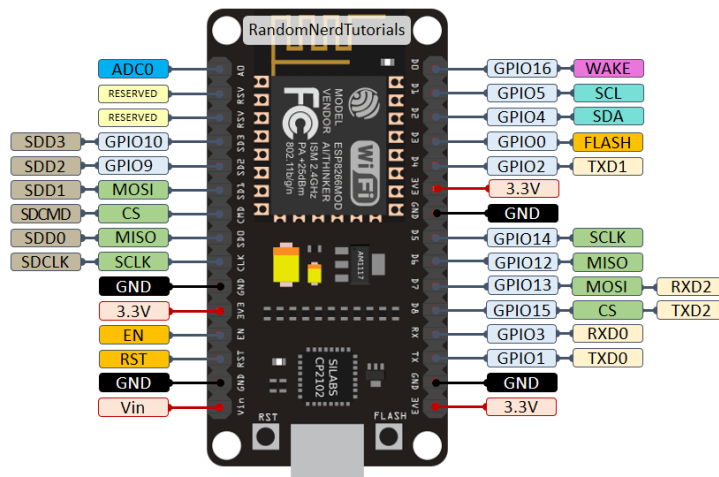 RandomNerdTutorials
ADC0 A0
RESERVED RSV
RESERVED RSV
SDD3 GPIO10 SD3
SDD2 GPIO9 SD2
SDD1 MOSI SD1
SDCMD CS CMD
SDD0 MISO SD0
SDCLK SCLK CLK
GND GND
3.3V 3V3
EN EN
RST RST
GND GND
Vin Vin
D0 GPIO16 WAKE
D1 GPIO5 SCL
D2 GPIO4 SDA
D3 GPIO0 FLASH
D4 GPIO2 TXD1
3V3 3.3V
GND GND
D5 GPIO14 SCLK
D6 GPIO12 MISO
D7 GPIO13 MOSI RXD2
D8 GPIO15 CS TXD2
RX GPIO3 RXD0
TX GPIO1 TXD0
GND GND
3V3 3.3V
MODEL ESP8266MOD
VENDOR AI/THINKER
ISM 2.4GHz
PA +25dBm
802.11b/g/n
FC
WiFi
AM1117
SILABS
CP2102
RST
FLASH